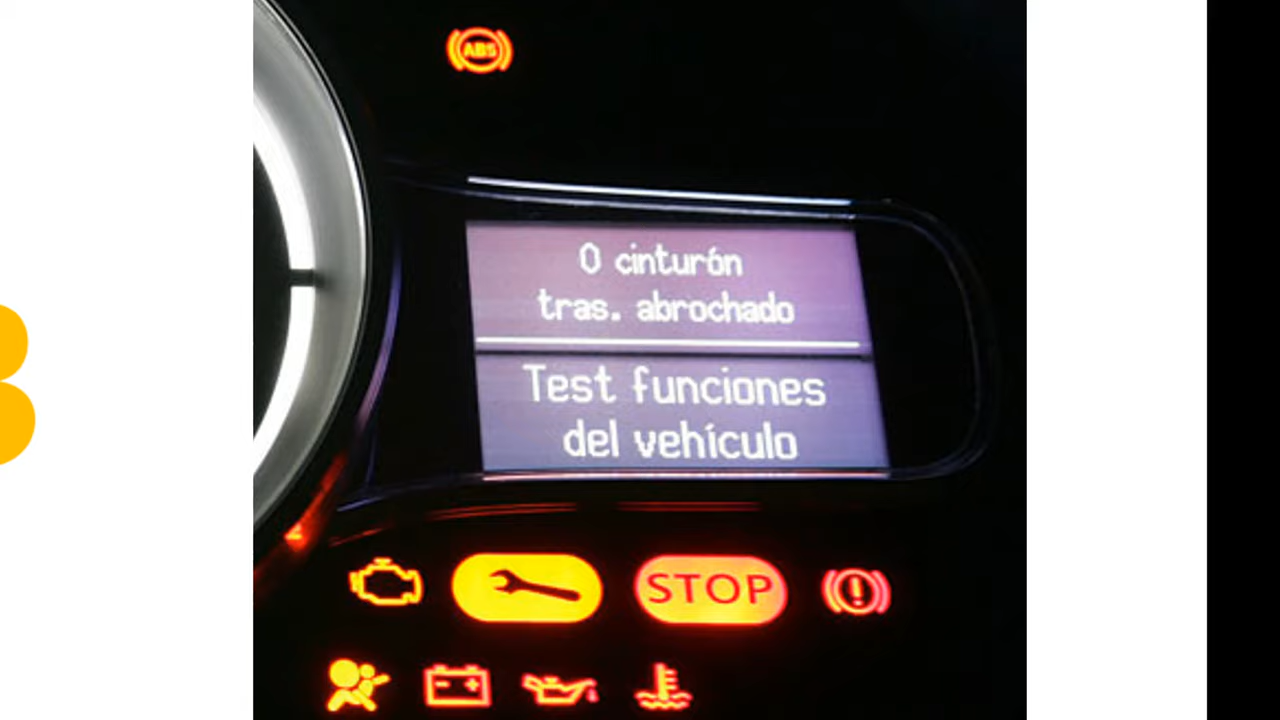 ABS
0 cinturón
tras. abrochado
Test funciones
del vehículo
STOP